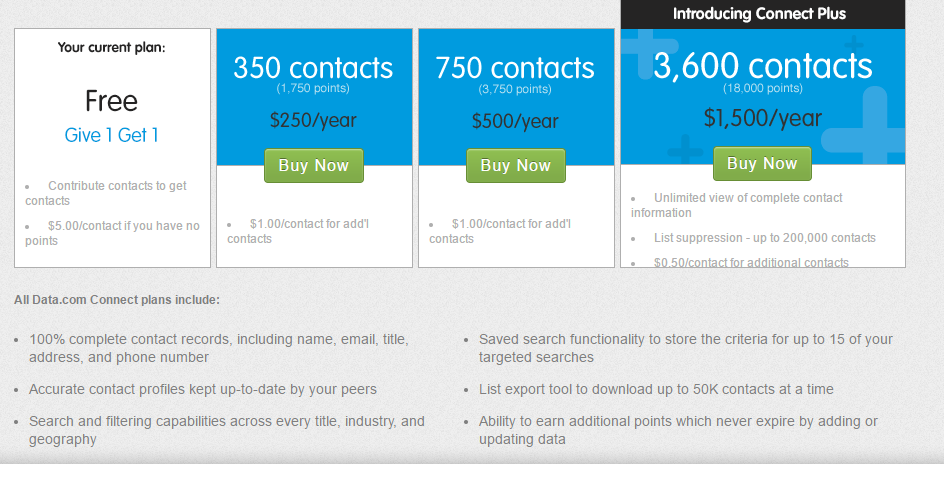 Introducing Connect Plus
Your current plan:
Free
Give 1 Get 1
• Contribute contacts to get
contacts
• $5.00/contact if you have no
points
350 contacts
(1,750 points)
$250/year
Buy Now
• $1.00/contact for add'l
contacts
750 contacts
(3,750 points)
$500/year
Buy Now
• $1.00/contact for add'l
contacts
3,600 contacts
(18,000 points)
$1,500/year
Buy Now
• Unlimited view of complete contact
information
• List suppression - up to 200,000 contacts
• $0.50/contact for additional contacts
All Data.com Connect plans include:
• 100% complete contact records, including name, email, title,
address, and phone number
• Accurate contact profiles kept up-to-date by your peers
• Search and filtering capabilities across every title, industry, and
geography
• Saved search functionality to store the criteria for up to 15 of your
targeted searches
• List export tool to download up to 50K contacts at a time
• Ability to earn additional points which never expire by adding or
updating data